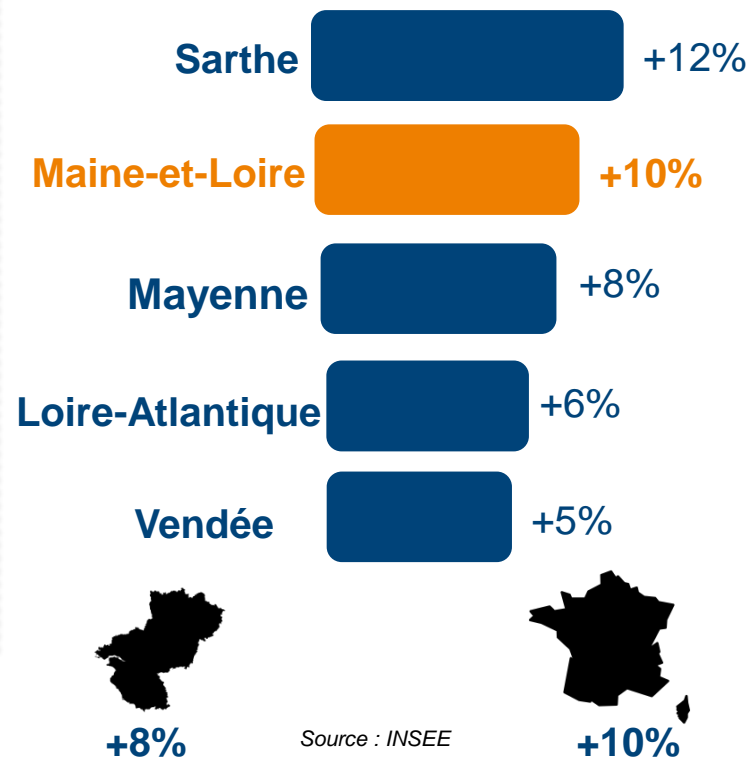 Sarthe +12%
Maine-et-Loire +10%
Mayenne +8%
Loire-Atlantique +6%
Vendée +5%
+8% Source : INSEE +10%